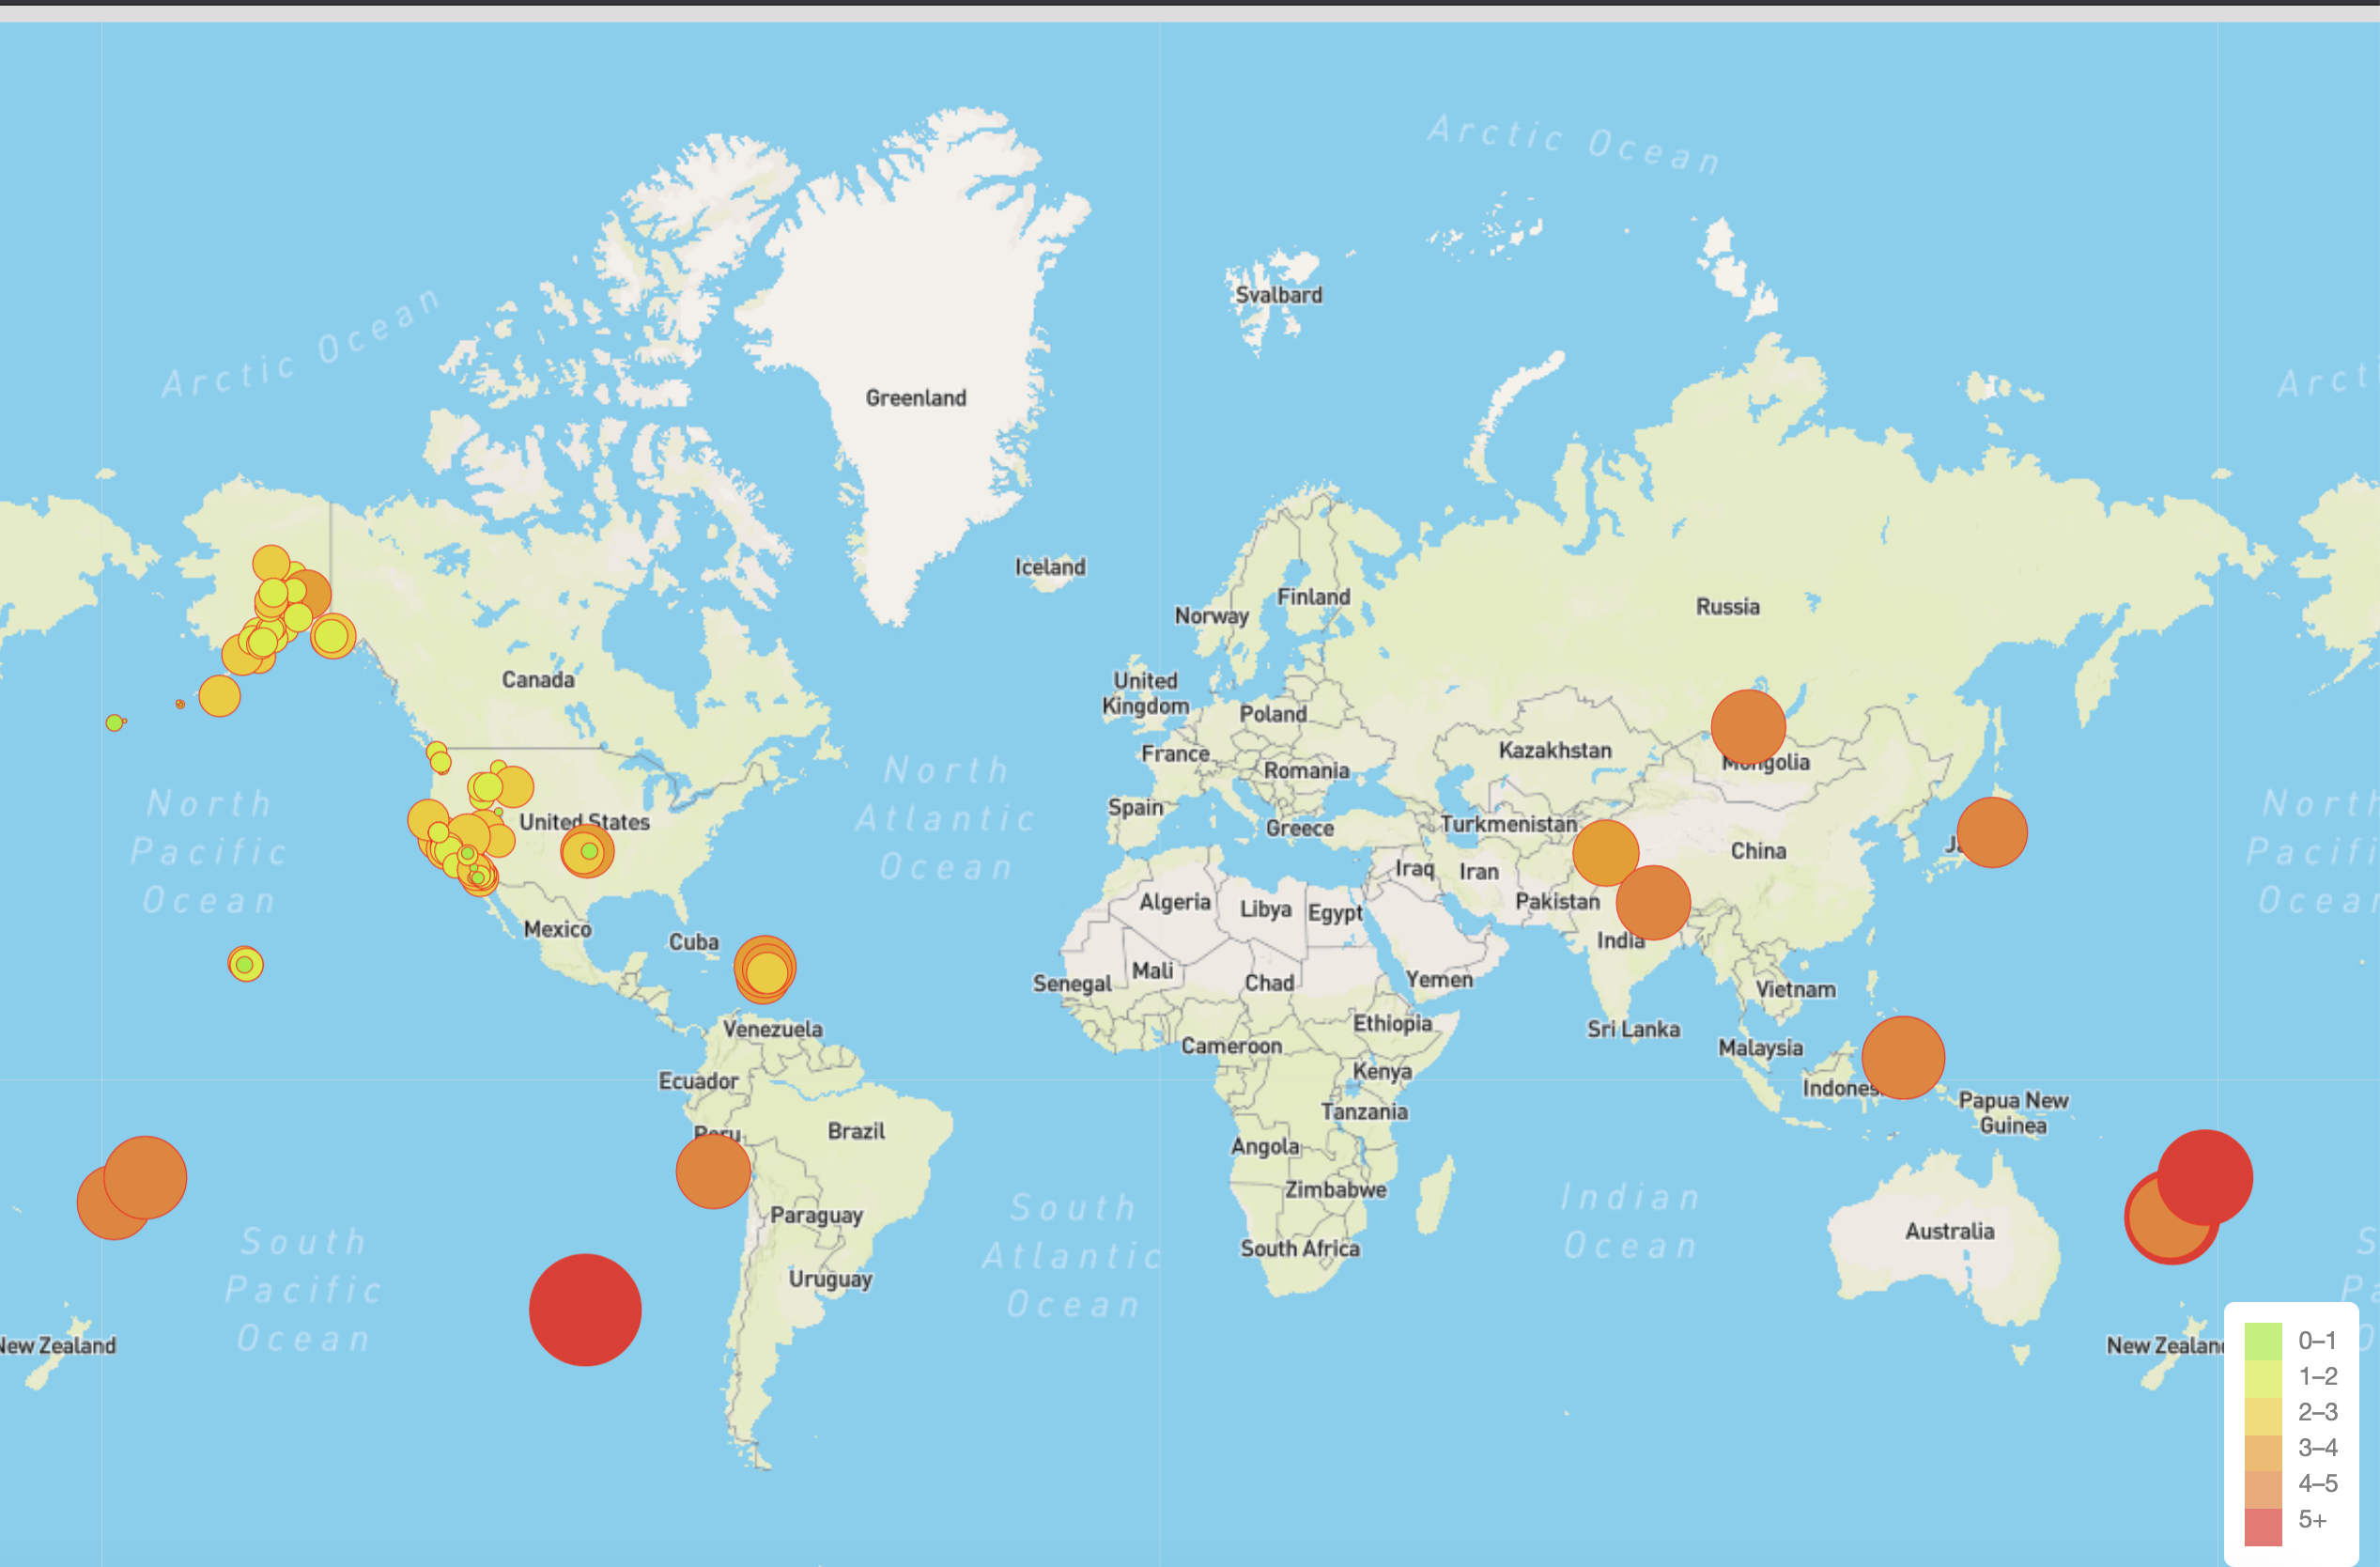 Arctic Ocean
Arctic Ocean
Svalbard
Greenland
Arct
Iceland
Finland
Norway
Russia
Canada
United
Kingdom
Poland
France
Kazakhstan
Mongolia
Romania
North
Atlantic
Ocean
North
Pacific
Ocean
North
Pacifi
Ocean
Spain
United States
Greece
Turkmenistan
China
Iraq
Iran
Algeria
Libya
Egypt
Pakistan
Mexico
Cuba
India
Senegal
Mali
Chad
Yemen
Vietnam
Venezuela
Ethiopia
Sri Lanka
Cameroon
Malaysia
Ecuador
Kenya
Indones
Papua New
Guinea
Tanzania
Peru
Brazil
Angola
Zimbabwe
South
Atlantic
Ocean
Indian
Ocean
Paraguay
Australia
South
Pacific
Ocean
South Africa
Uruguay
New Zealand
New Zealand
0–1
1–2
2–3
3–4
4–5
5+